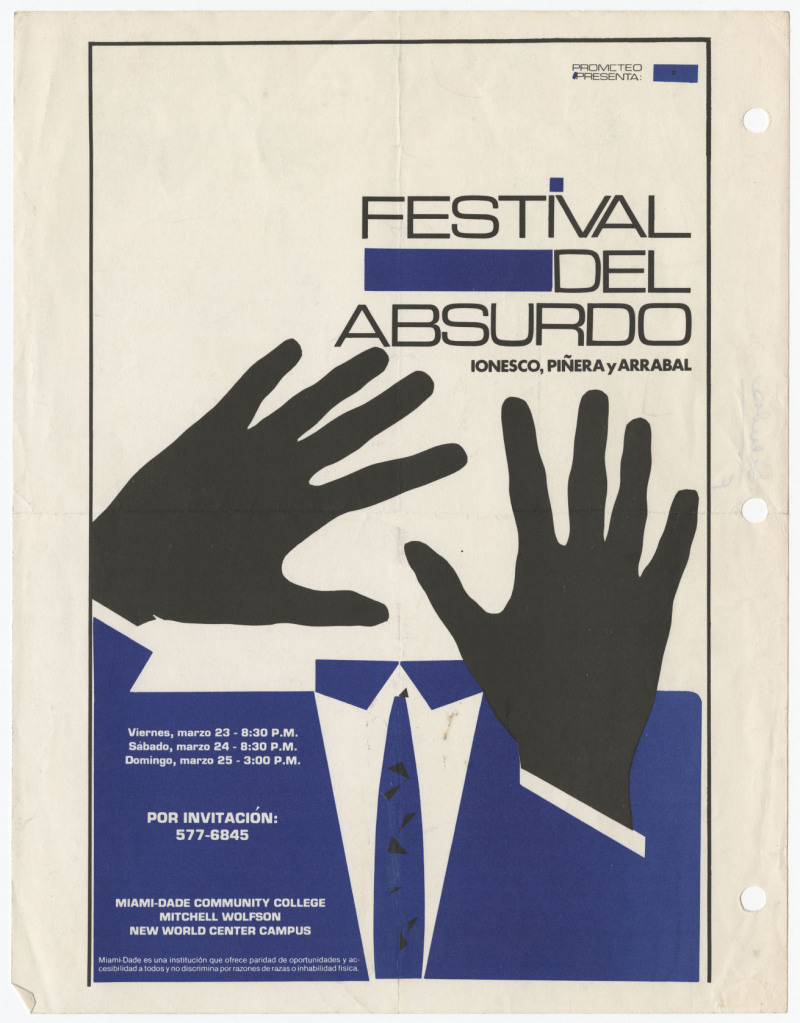 PROMETEO
PRESENTA:
FESTiVAL
DEL
ABSURDO
IONESCO, PIÑERA y ARRABAL
Viernes, marzo 23 - 8:30 P.M.
Sábado, marzo 24 - 8:30 P.M.
Domingo, marzo 25 - 3:00 P.M.
POR INVITACIÓN:
577-6845
MIAMI-DADE COMMUNITY COLLEGE
MITCHELL WOLFSON
NEW WORLD CENTER CAMPUS
Miami-Dade es una institución que ofrece paridad de oportunidades y ac-
cesibilidad a todos y no discrimina por razones de razas o inhabilidad física.